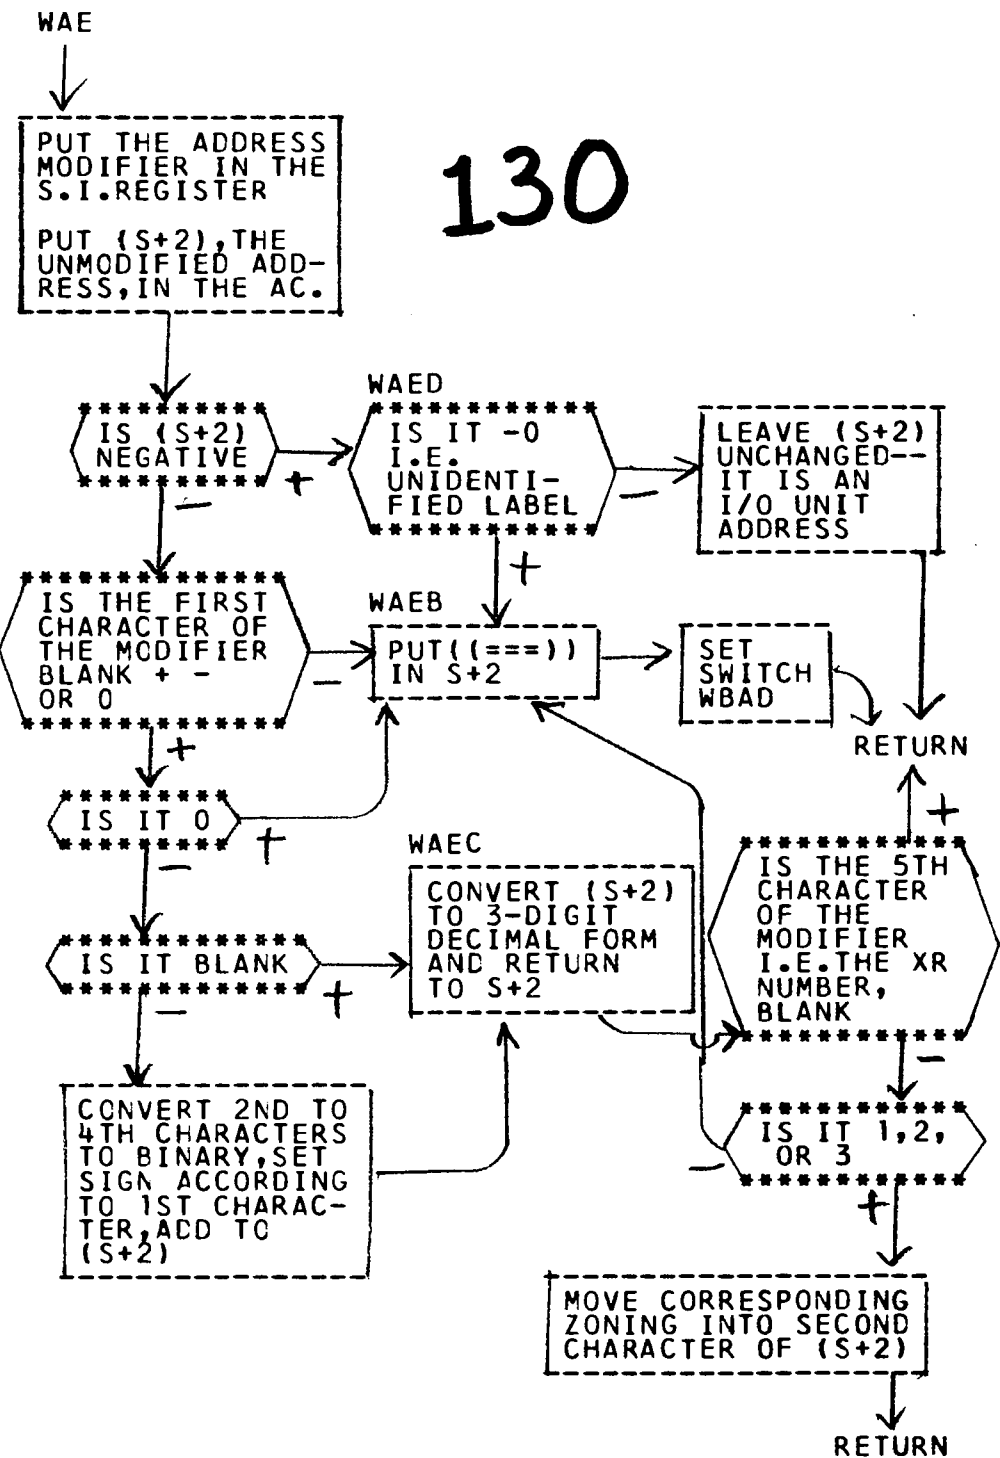 WAE
PUT THE ADDRESS
MODIFIER IN THE
S.I.REGISTER
PUT (S+2),THE
UNMODIFIED ADD-
RESS,IN THE AC.
130
IS (S+2)
NEGATIVE
+
-
WAED
IS IT -0
I.E.
UNIDENTI-
FIED LABEL
-
+
LEAVE (S+2)
UNCHANGED--
IT IS AN
I/O UNIT
ADDRESS
IS THE FIRST
CHARACTER OF
THE MODIFIER
BLANK + -
OR 0
-
+
WAEB
PUT((===))
IN S+2
SET
SWITCH
WBAD
RETURN
IS IT 0
+
-
IS IT BLANK
+
-
WAEC
CONVERT (S+2)
TO 3-DIGIT
DECIMAL FORM
AND RETURN
TO S+2
+
IS THE 5TH
CHARACTER
OF THE
MODIFIER
I.E.THE XR
NUMBER,
BLANK
-
CONVERT 2ND TO
4TH CHARACTERS
TO BINARY,SET
SIGN ACCORDING
TO 1ST CHARAC-
TER,ADD TO
(S+2)
IS IT 1,2,
OR 3
-
+
MOVE CORRESPONDING
ZONING INTO SECOND
CHARACTER OF (S+2)
RETURN